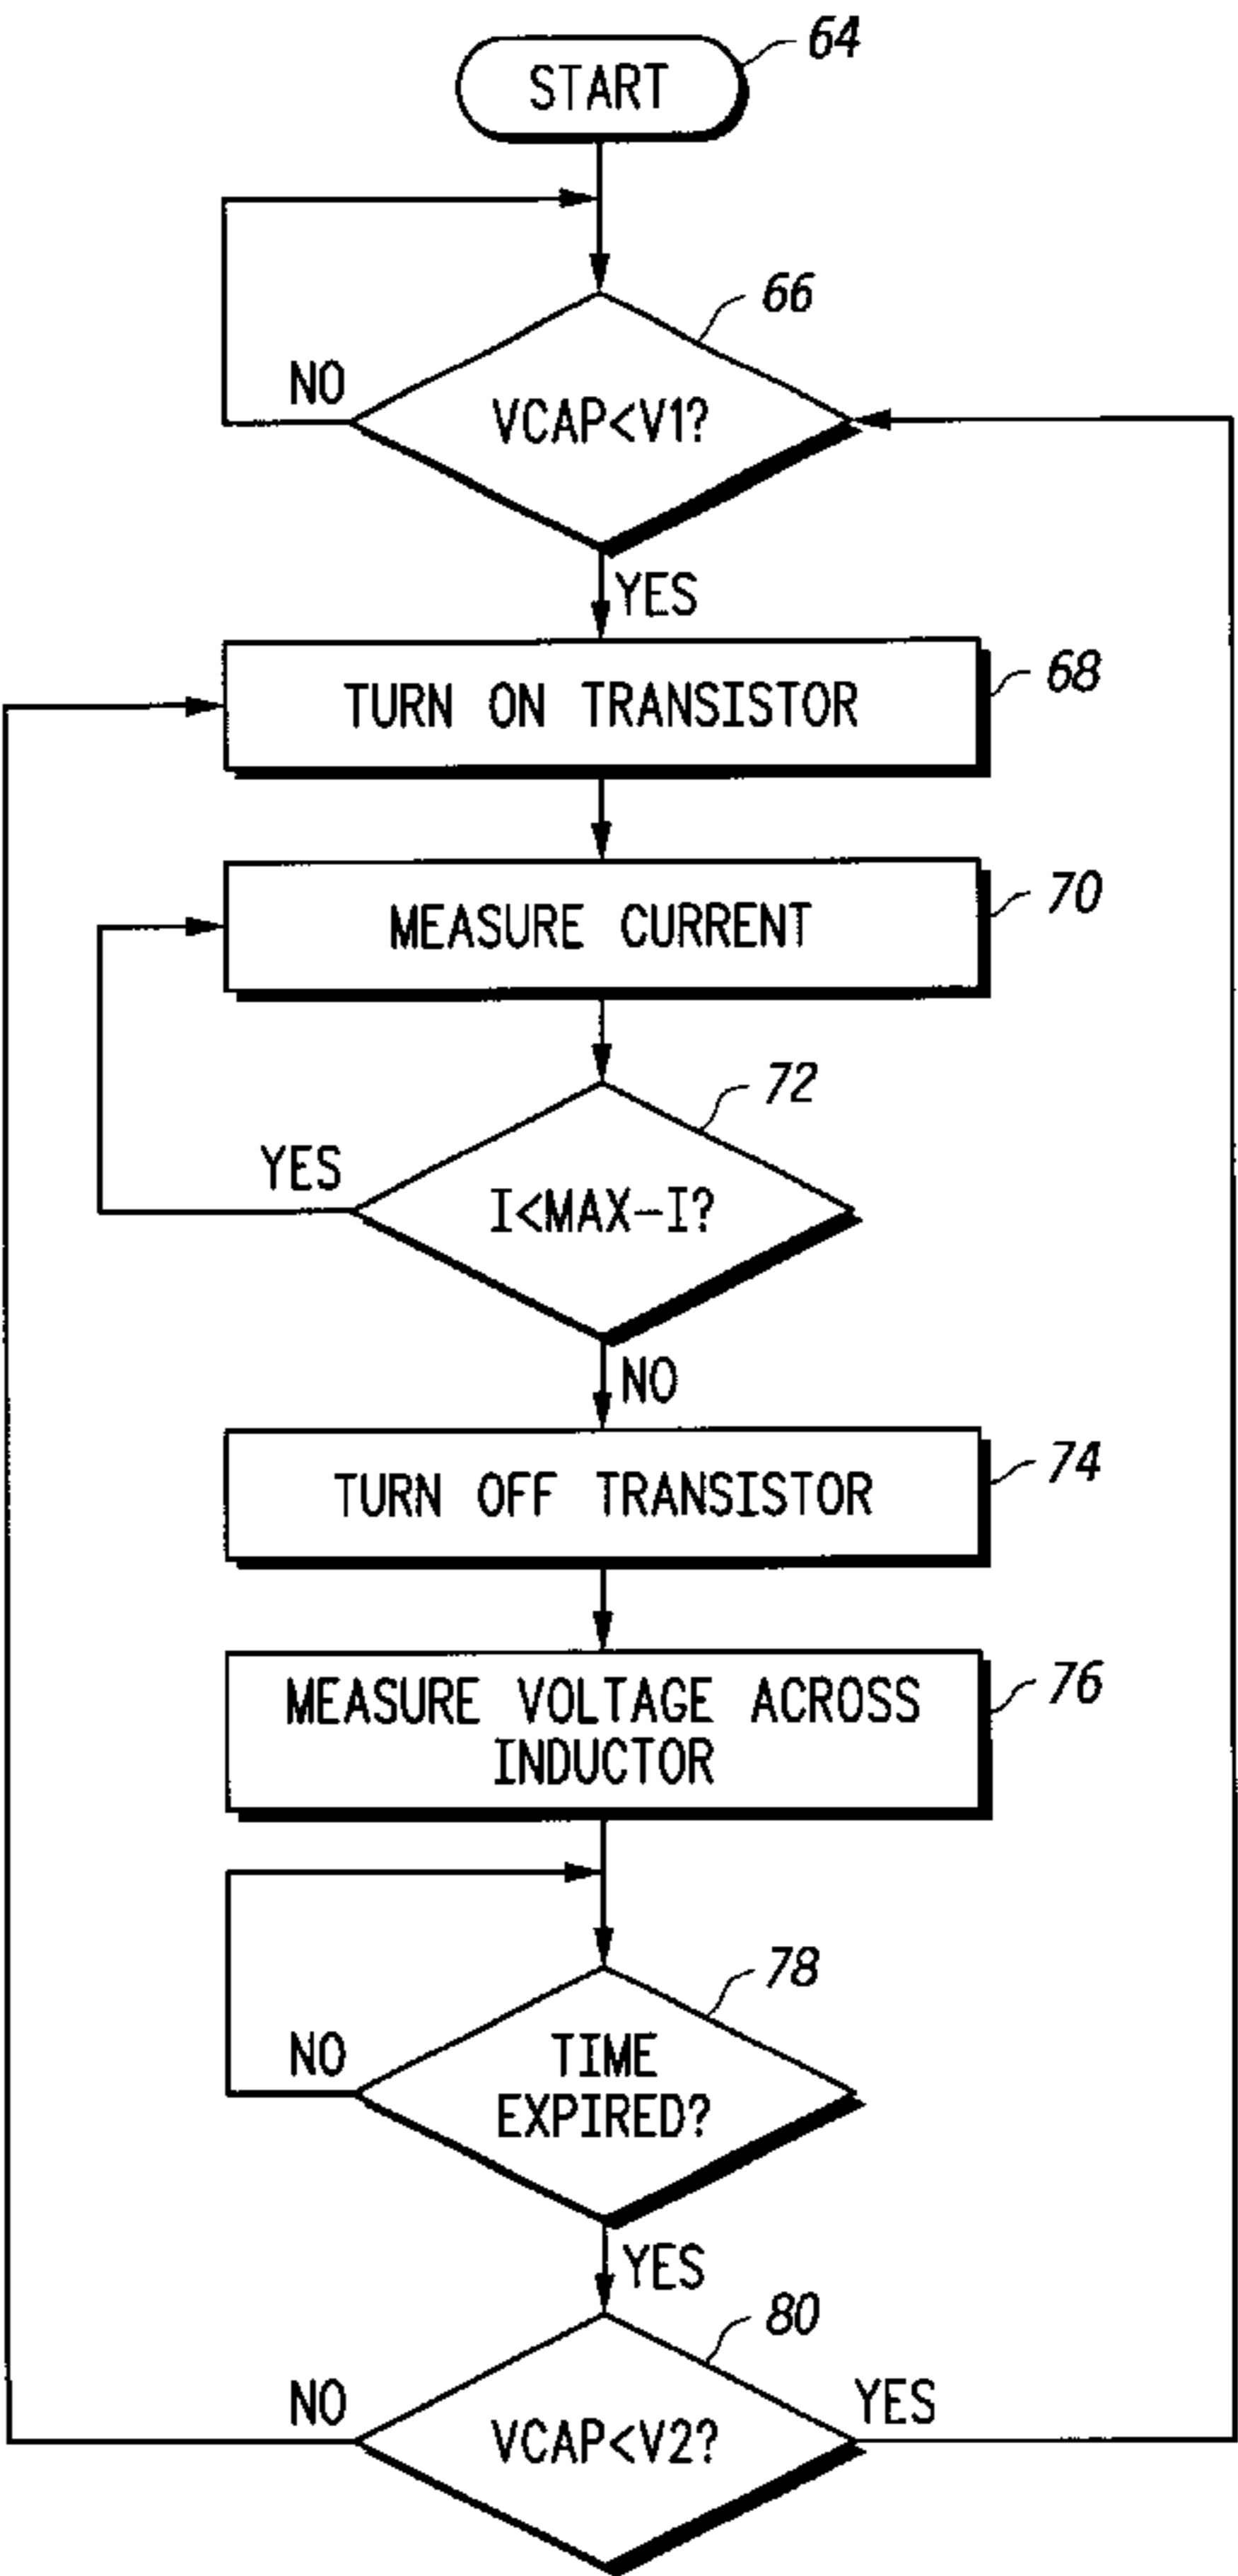 START
64
66
NO
VCAP<V1?
YES
TURN ON TRANSISTOR
68
MEASURE CURRENT
70
72
YES
I<MAX-I?
NO
TURN OFF TRANSISTOR
74
MEASURE VOLTAGE ACROSS
INDUCTOR
76
78
NO
TIME
EXPIRED?
YES
80
NO
VCAP<V2?
YES